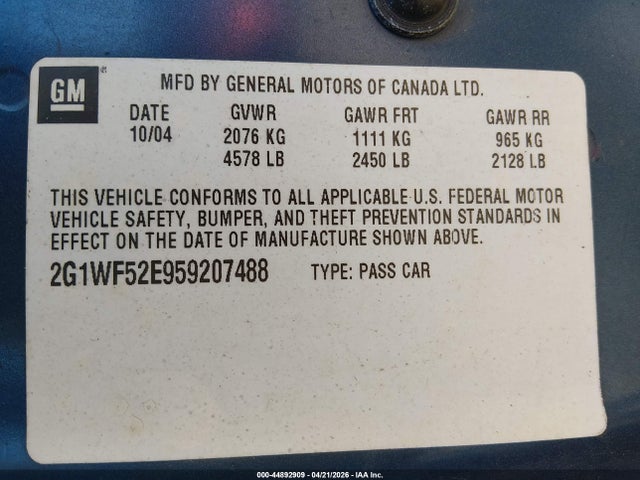 GM
MFD BY GENERAL MOTORS OF CANADA LTD.
DATE GVWR GAWR FRT GAWR RR
10/04 2076 KG 1111 KG 965 KG
4578 LB 2450 LB 2128 LB
THIS VEHICLE CONFORMS TO ALL APPLICABLE U.S. FEDERAL MOTOR
VEHICLE SAFETY, BUMPER, AND THEFT PREVENTION STANDARDS IN
EFFECT ON THE DATE OF MANUFACTURE SHOWN ABOVE.
2G1WF52E959207488 TYPE: PASS CAR
000-44892909 - 04/21/2026 - IAA Inc.